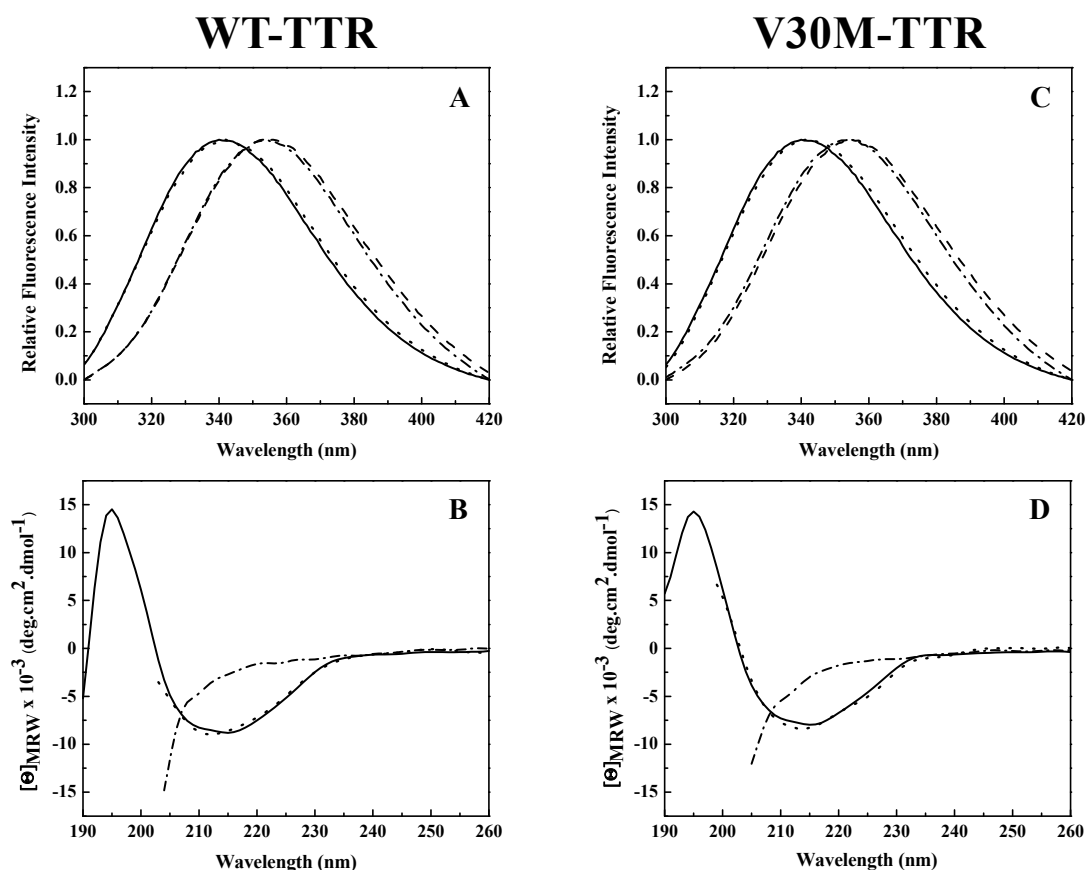 WT-TTR
V30M-TTR
A
1.2
1.0
0.8
0.6
0.4
0.2
0.0
Relative Fluorescence Intensity
300 320 340 360 380 400 420
Wavelength (nm)
C
1.2
1.0
0.8
0.6
0.4
0.2
0.0
Relative Fluorescence Intensity
300 320 340 360 380 400 420
Wavelength (nm)
B
15
10
5
0
-5
-10
-15
[Θ]MRW x 10⁻³ (deg.cm².dmol⁻¹)
190 200 210 220 230 240 250 260
Wavelength (nm)
D
15
10
5
0
-5
-10
-15
[Θ]MRW x 10⁻³ (deg.cm².dmol⁻¹)
190 200 210 220 230 240 250 260
Wavelength (nm)